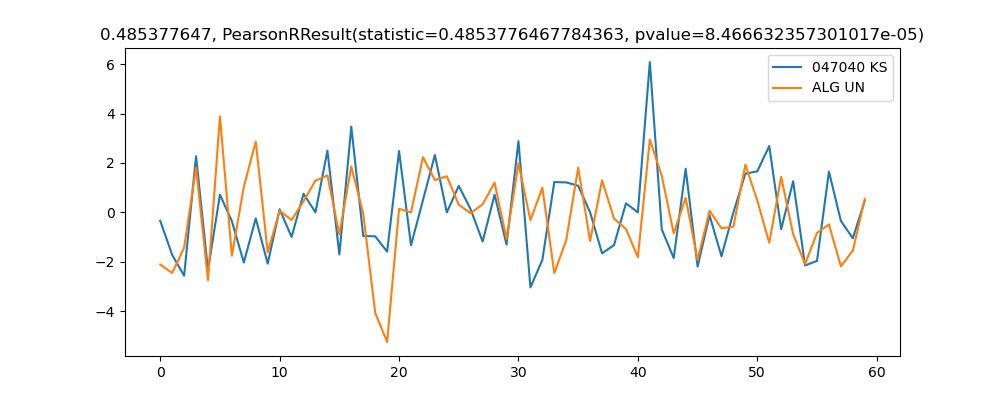 0.485377647, PearsonRResult(statistic=0.4853776467784363, pvalue=8.466632357301017e-05)
047040 KS
ALG UN
6
4
2
0
−2
−4
0 10 20 30 40 50 60